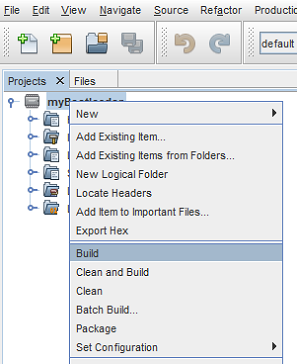 File Edit View Navigate Source Refactor Production
default
Projects Files
myBootloader
New
Add Existing Item...
Add Existing Items from Folders...
New Logical Folder
Locate Headers
Add Item to Important Files...
Export Hex
Build
Clean and Build
Clean
Batch Build...
Package
Set Configuration